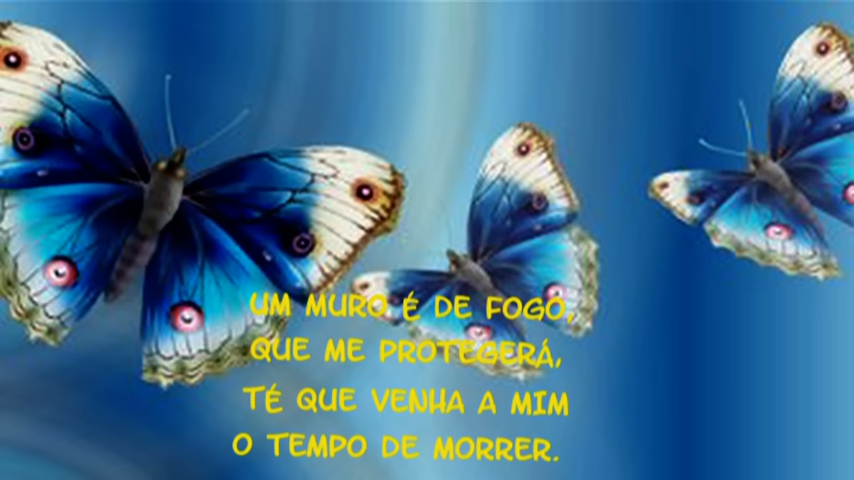 UM MURO É DE FOGO,
QUE ME PROTEGERÁ,
TÉ QUE VENHA A MIM
O TEMPO DE MORRER.